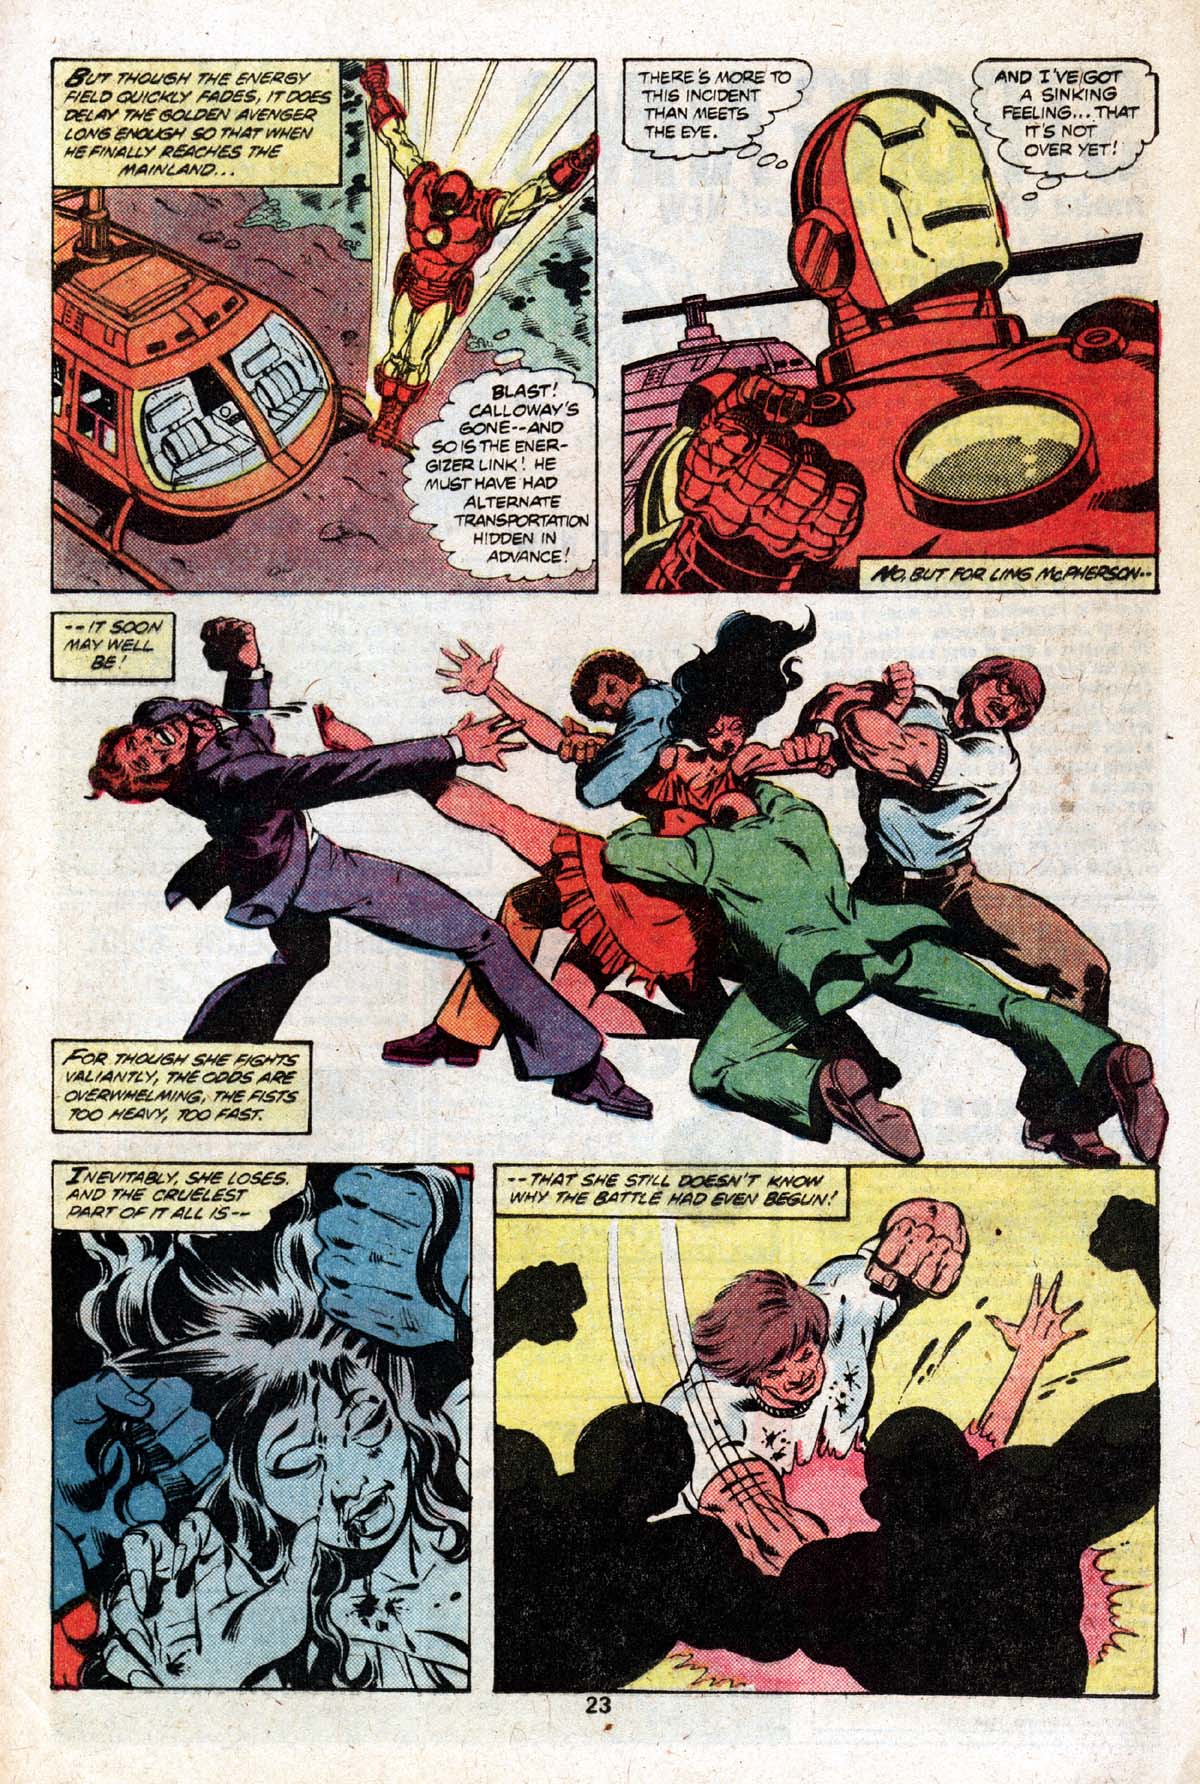 BUT THOUGH THE ENERGY
FIELD QUICKLY FADES, IT DOES
DELAY THE GOLDEN AVENGER
LONG ENOUGH SO THAT WHEN
HE FINALLY REACHES THE
MAINLAND...
BLAST!
CALLOWAY'S
GONE--AND
SO IS THE ENER-
GIZER LINK! HE
MUST HAVE HAD
ALTERNATE
TRANSPORTATION
HIDDEN IN
ADVANCE!
THERE'S MORE TO
THIS INCIDENT
THAN MEETS
THE EYE.
AND I'VE GOT
A SINKING
FEELING... THAT
IT'S NOT
OVER YET!
NO, BUT FOR LING McPHERSON--
--IT SOON
MAY WELL
BE!
FOR THOUGH SHE FIGHTS
VALIANTLY, THE ODDS ARE
OVERWHELMING, THE FISTS
TOO HEAVY, TOO FAST.
INEVITABLY, SHE LOSES.
AND THE CRUELEST
PART OF IT ALL IS--
--THAT SHE STILL DOESN'T KNOW
WHY THE BATTLE HAD EVEN BEGUN!
23